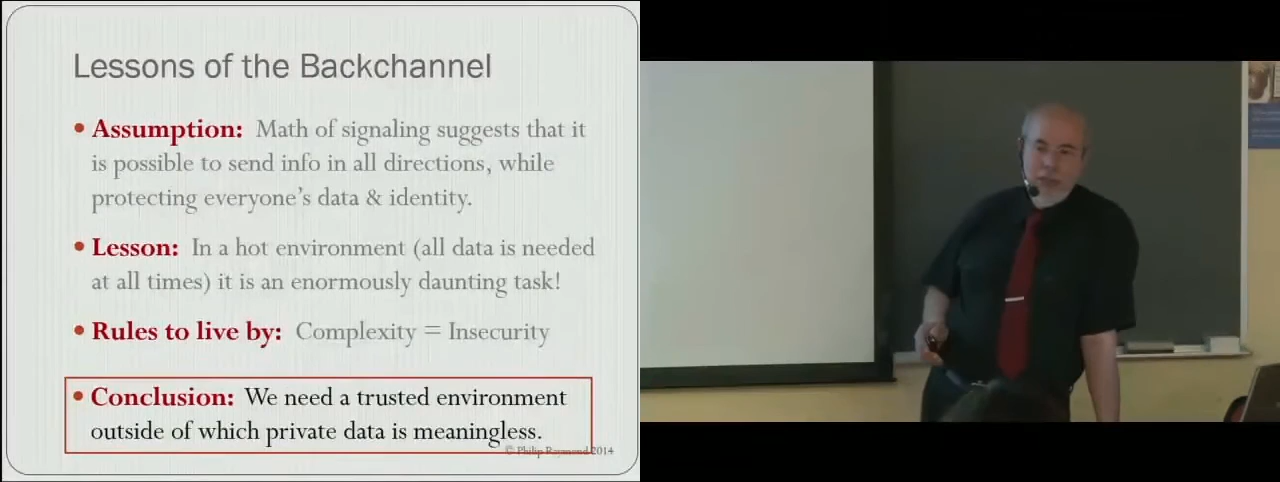 Lessons of the Backchannel
• Assumption: Math of signaling suggests that it
is possible to send info in all directions, while
protecting everyone's data & identity.
• Lesson: In a hot environment (all data is needed
at all times) it is an enormously daunting task!
• Rules to live by: Complexity = Insecurity
• Conclusion: We need a trusted environment
outside of which private data is meaningless.
© Philip Raymond 2014